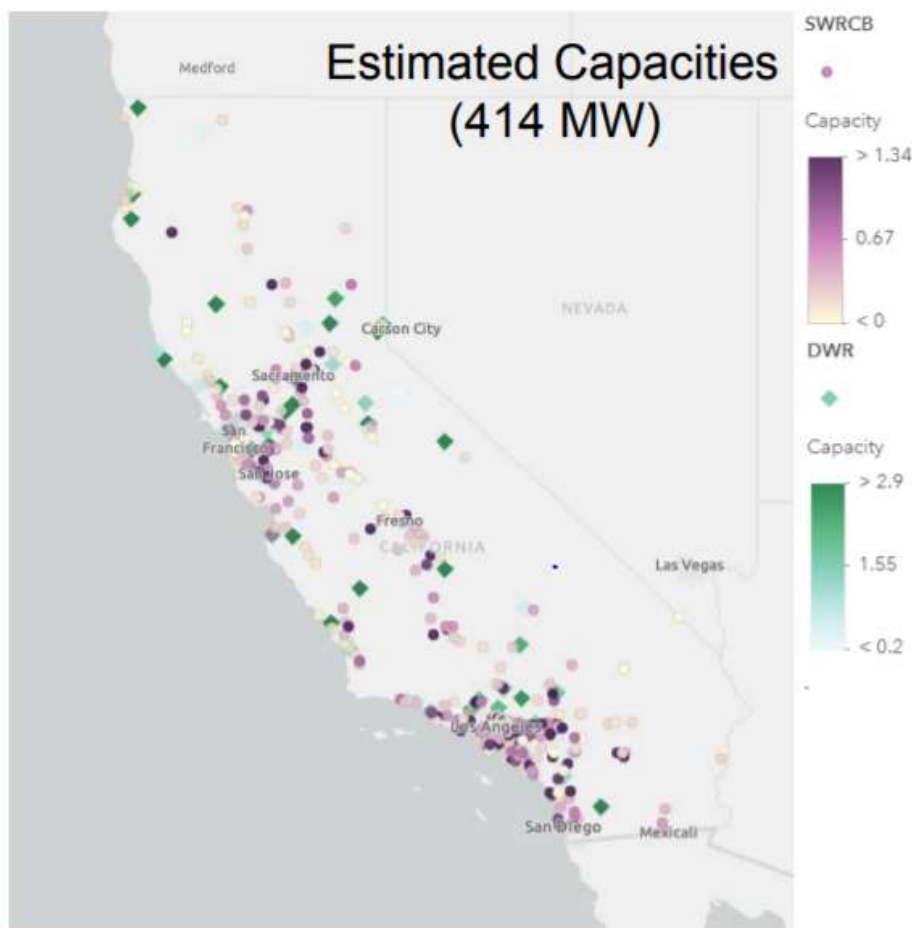 Estimated Capacities
(414 MW)
Medford
NEVADA
Carson City
Sacramento
San
Francisco
San Jose
Fresno
CALIFORNIA
Las Vegas
Los Angeles
San Diego
Mexicali
SWRCB
Capacity
> 1.34
0.67
< 0
DWR
Capacity
> 2.9
1.55
< 0.2